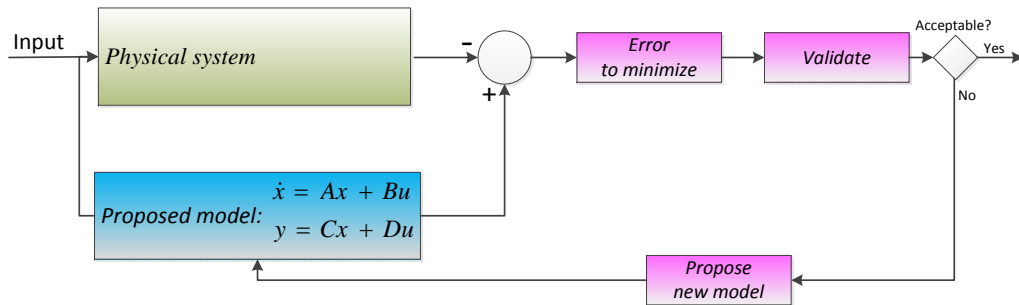 Acceptable?
Input
Physical system
-
+
Error
to minimize
Validate
Yes
No
Proposed model:
ẋ = Ax + Bu
y = Cx + Du
Propose
new model